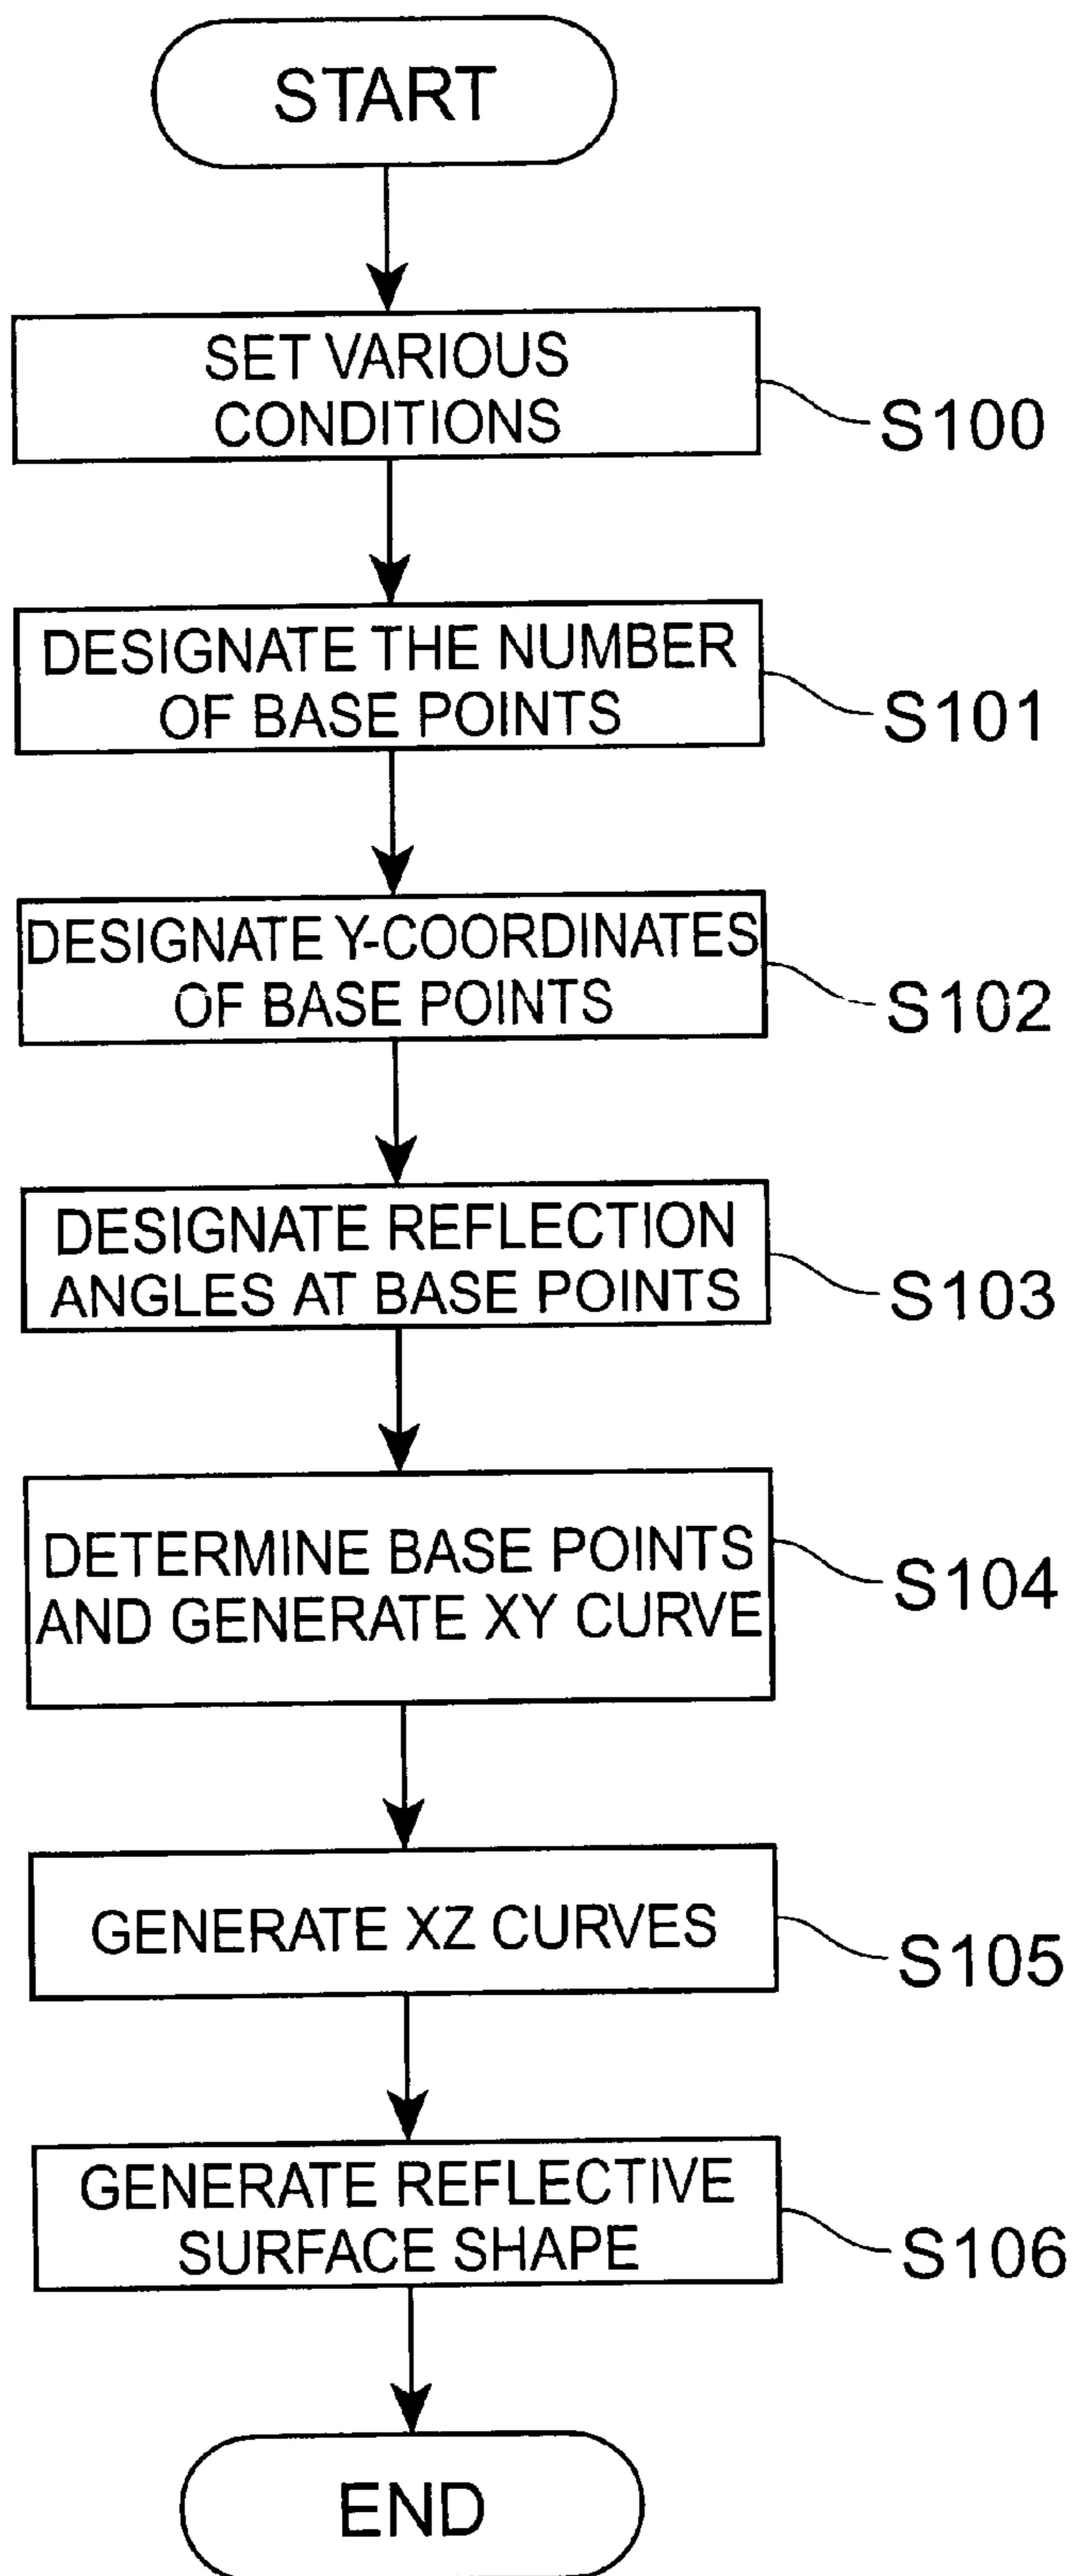 START
SET VARIOUS
CONDITIONS
S100
DESIGNATE THE NUMBER
OF BASE POINTS
S101
DESIGNATE Y-COORDINATES
OF BASE POINTS
S102
DESIGNATE REFLECTION
ANGLES AT BASE POINTS
S103
DETERMINE BASE POINTS
AND GENERATE XY CURVE
S104
GENERATE XZ CURVES
S105
GENERATE REFLECTIVE
SURFACE SHAPE
S106
END